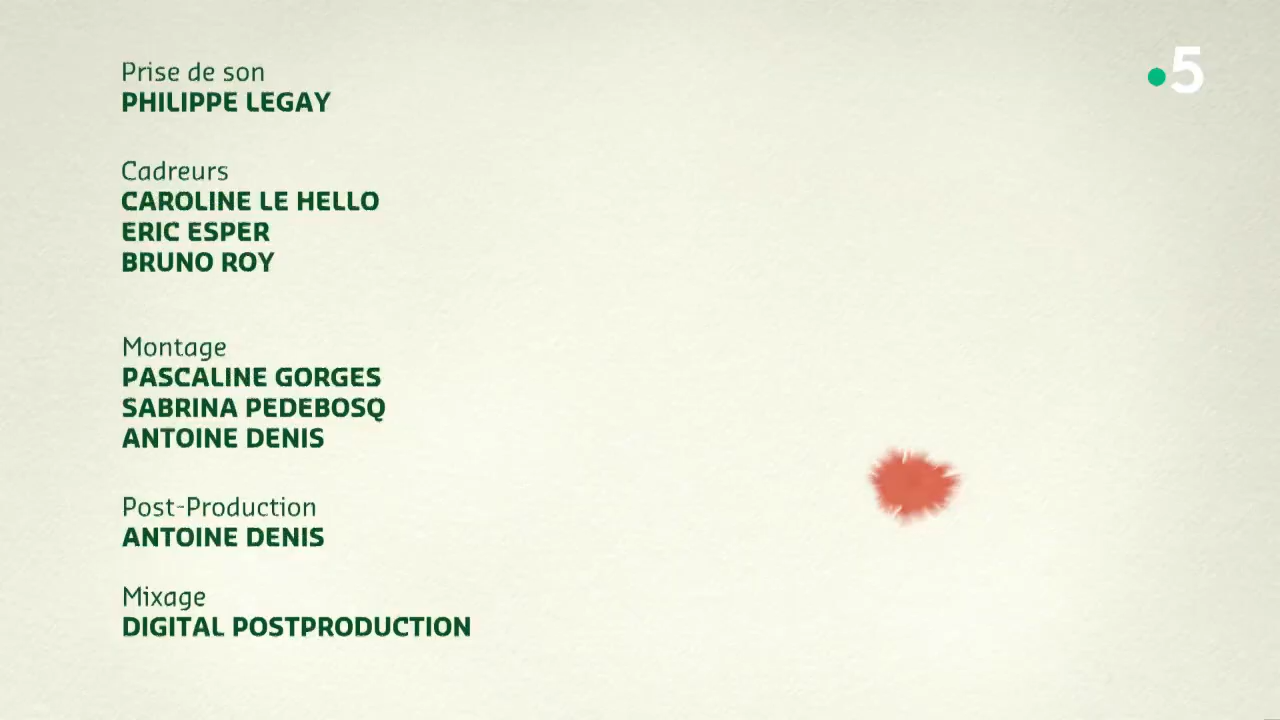 Prise de son
PHILIPPE LEGAY
Cadreurs
CAROLINE LE HELLO
ERIC ESPER
BRUNO ROY
Montage
PASCALINE GORGES
SABRINA PEDEBOSQ
ANTOINE DENIS
Post-Production
ANTOINE DENIS
Mixage
DIGITAL POSTPRODUCTION
5